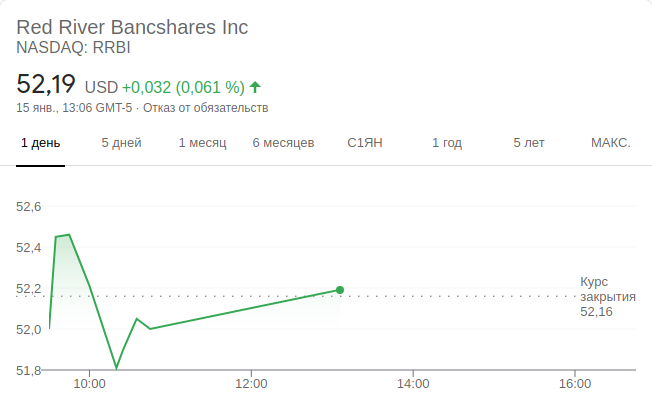 Red River Bancshares Inc
NASDAQ: RRBI
52,19 USD +0,032 (0,061 %)
15 янв., 13:06 GMT-5 · Отказ от обязательств
1 день 5 дней 1 месяц 6 месяцев С1ЯН 1 год 5 лет МАКС.
52,6
52,4
52,2
52,0
51,8
Курс
закрытия
52,16
10:00 12:00 14:00 16:00